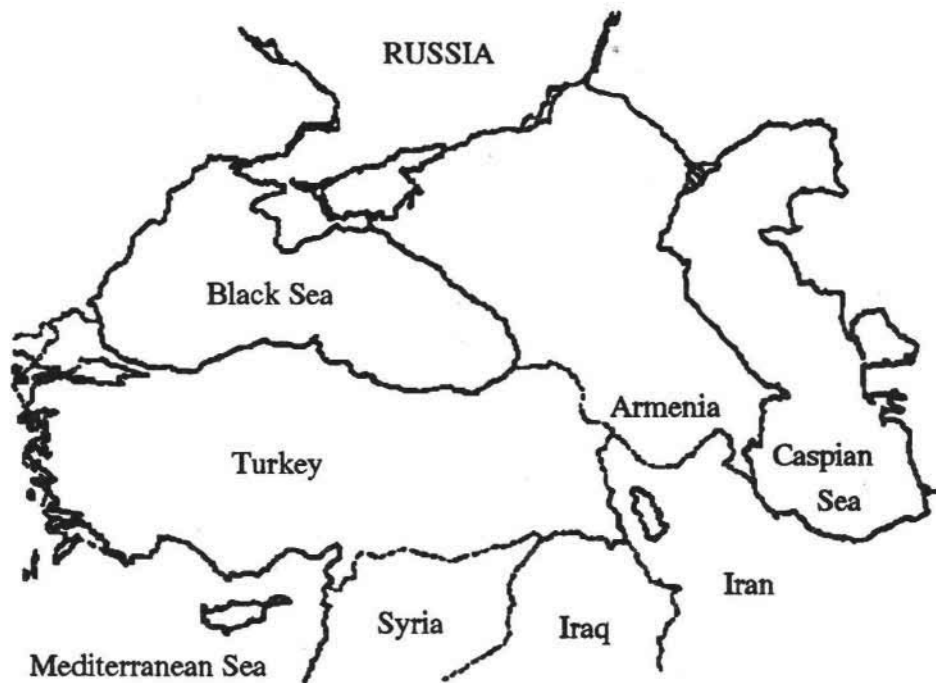 RUSSIA
Black Sea
Armenia
Turkey
Caspian
Sea
Iran
Syria
Iraq
Mediterranean Sea